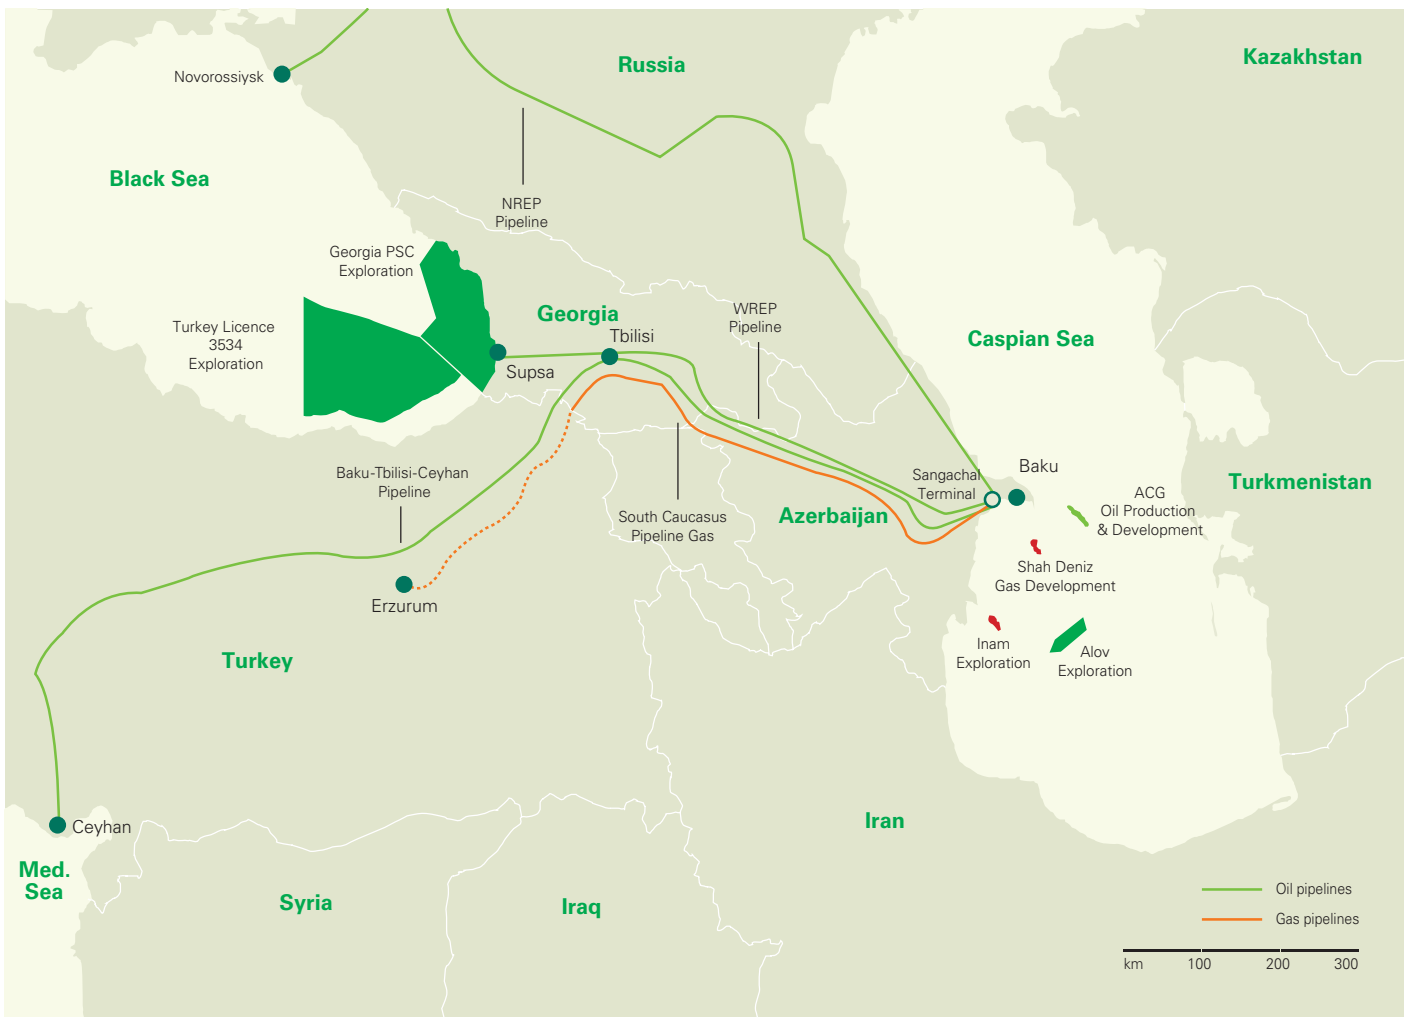 Russia
Kazakhstan
Novorossiysk
Black Sea
NREP
Pipeline
Georgia PSC
Exploration
Georgia
WREP
Pipeline
Turkey Licence
3534
Exploration
Tbilisi
Caspian Sea
Supsa
Baku-Tbilisi-Ceyhan
Pipeline
Sangachal
Terminal
Baku
Turkmenistan
ACG
Oil Production
& Development
South Caucasus
Pipeline Gas
Azerbaijan
Shah Deniz
Gas Development
Erzurum
Inam
Exploration
Alov
Exploration
Turkey
Ceyhan
Iran
Med.
Sea
Syria
Iraq
Oil pipelines
Gas pipelines
km 100 200 300